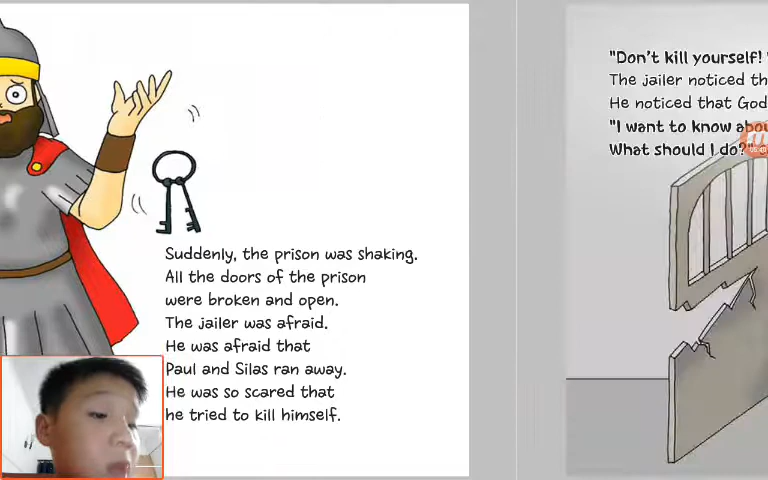 Suddenly, the prison was shaking.
All the doors of the prison
were broken and open.
The jailer was afraid.
He was afraid that
Paul and Silas ran away.
He was so scared that
he tried to kill himself.
"Don't kill yourself!
The jailer noticed
He noticed that God
"I want to know about
What should I do?"